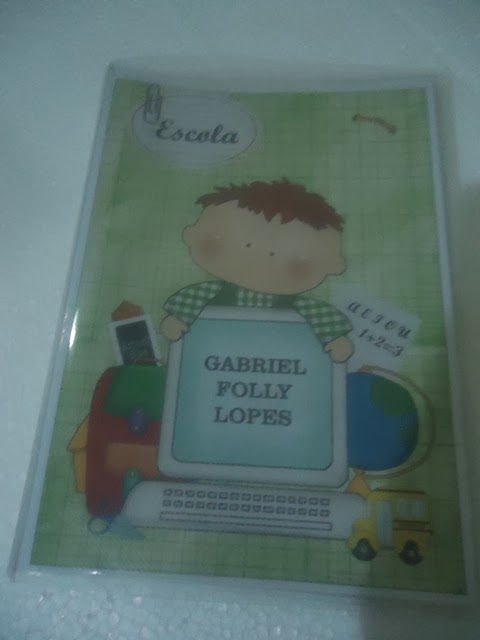 Escola
a e i o u
1+2=3
GABRIEL
FOLLY
LOPES